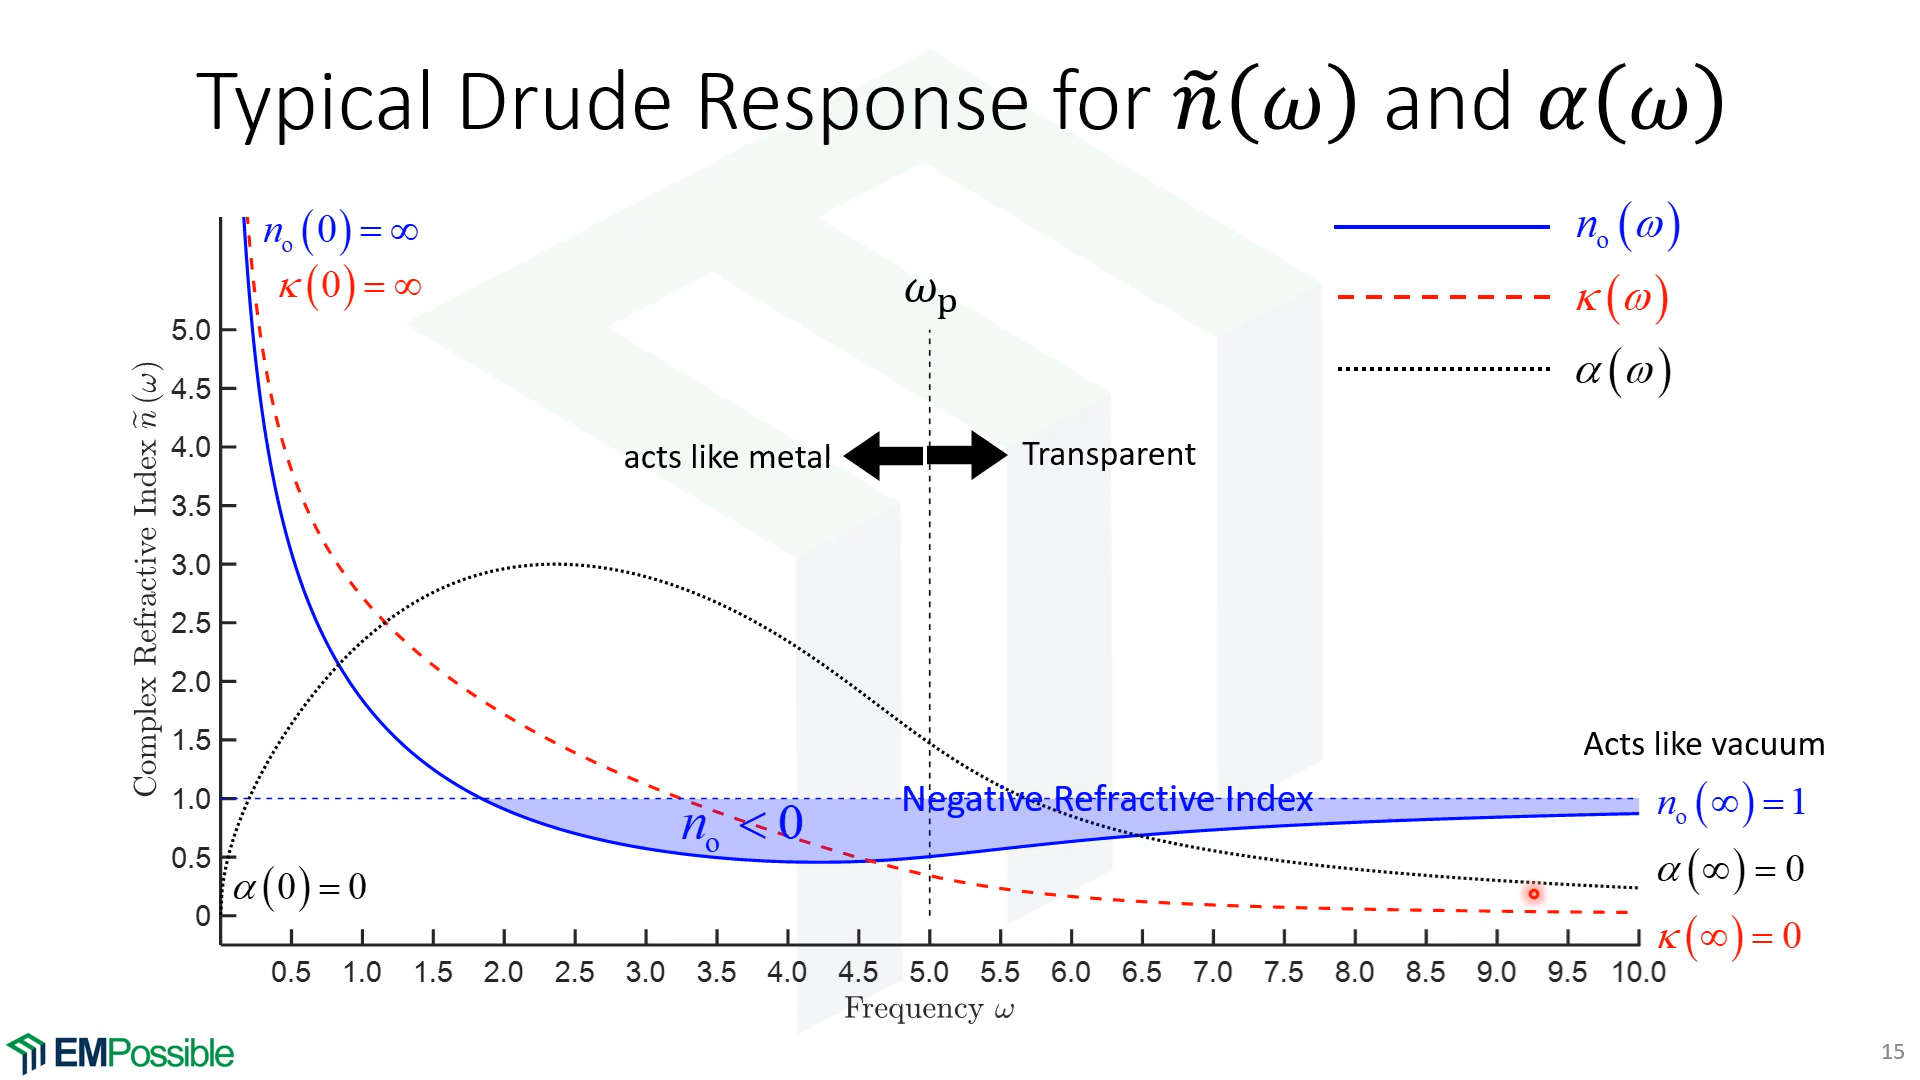 Typical Drude Response for ñ(ω) and α(ω)
n₀(0) = ∞
κ(0) = ∞
n₀(ω)
κ(ω)
α(ω)
ωₚ
acts like metal
Transparent
Complex Refractive Index ñ(ω)
5.0
4.5
4.0
3.5
3.0
2.5
2.0
1.5
1.0
0.5
0
Negative Refractive Index
n₀ < 0
α(0) = 0
Acts like vacuum
n₀(∞) = 1
α(∞) = 0
κ(∞) = 0
0.5 1.0 1.5 2.0 2.5 3.0 3.5 4.0 4.5 5.0 5.5 6.0 6.5 7.0 7.5 8.0 8.5 9.0 9.5 10.0
Frequency ω
EMPossible
15